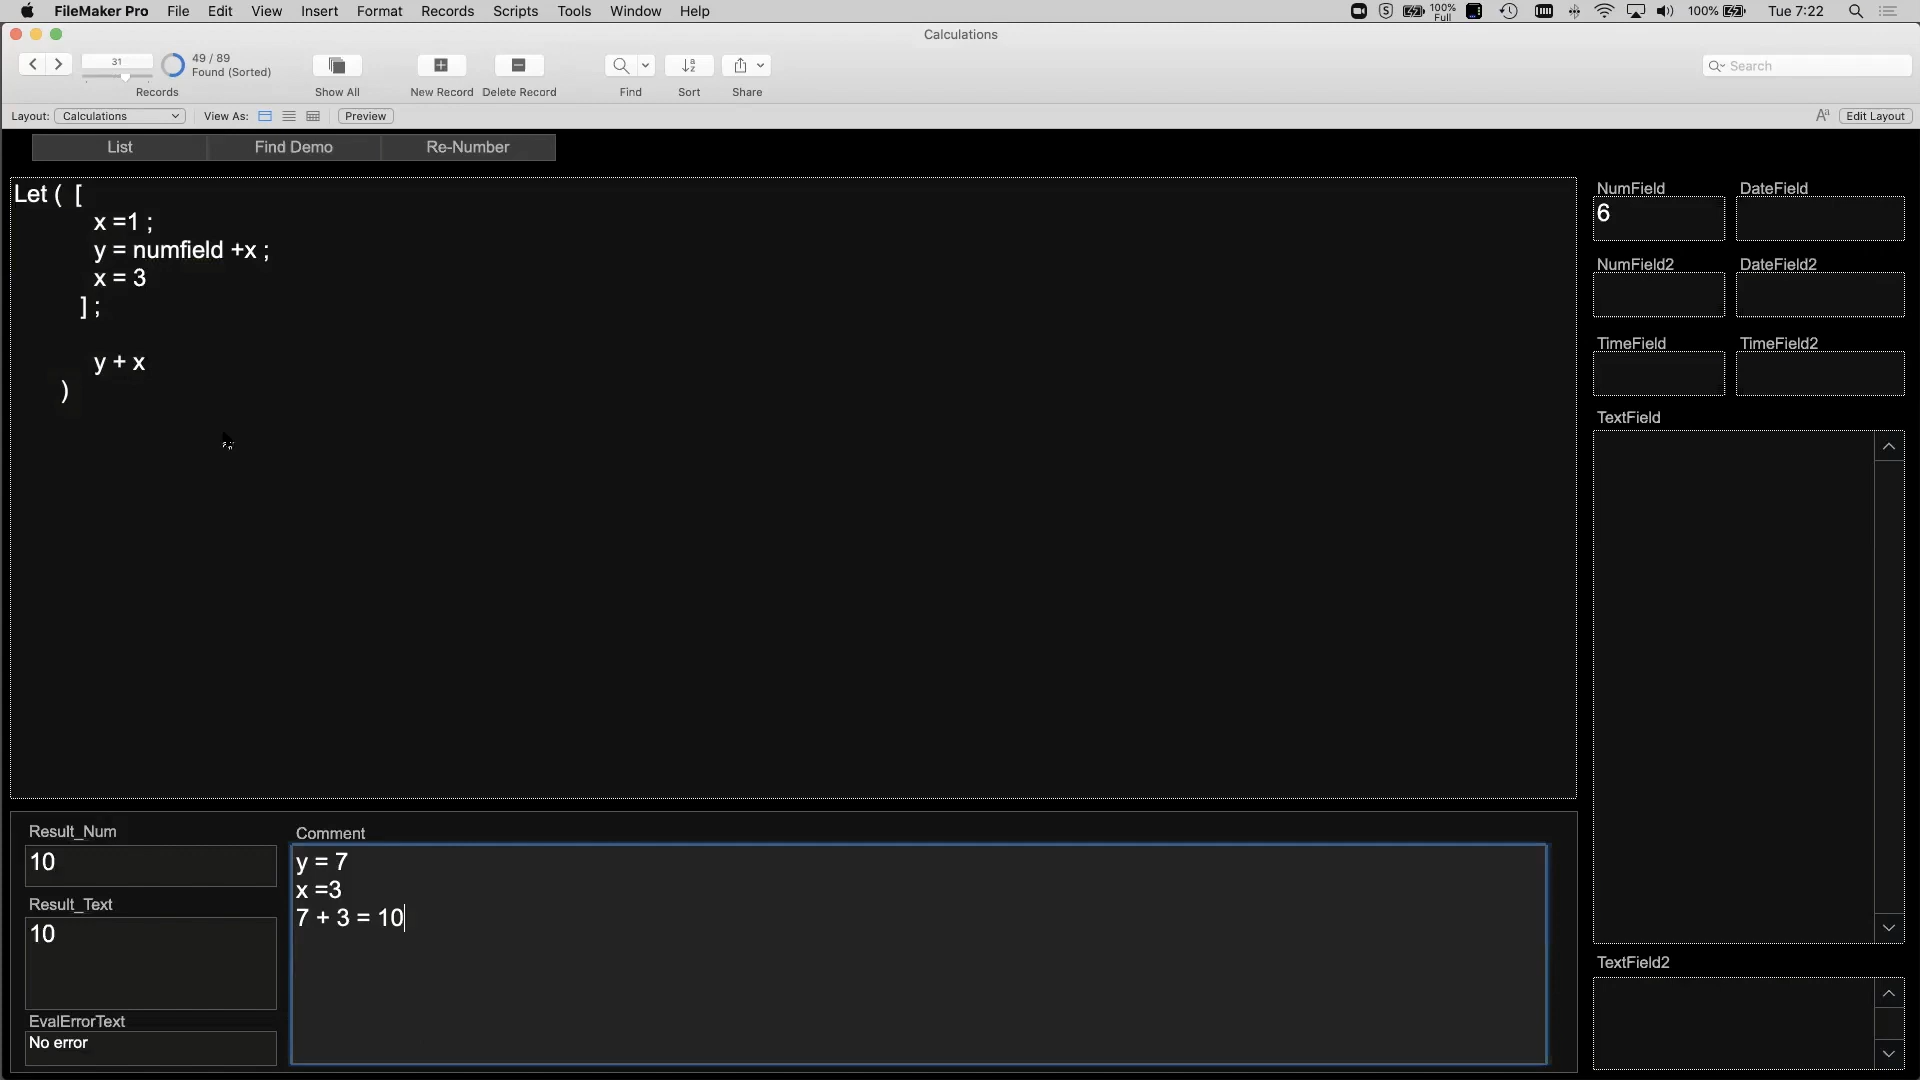 FileMaker Pro File Edit View Insert Format Records Scripts Tools Window Help 100% Full 100% Tue 7:22
Calculations
31
49 / 89
Found (Sorted)
Records
Show All
New Record
Delete Record
Find
Sort
Share
Search
Layout: Calculations View As: Preview Aa Edit Layout
List Find Demo Re-Number
Let ( [
x =1 ;
y = numfield +x ;
x = 3
] ;
y + x
)
NumField DateField
6
NumField2 DateField2
TimeField TimeField2
TextField
TextField2
Result_Num
10
Result_Text
10
EvalErrorText
No error
Comment
y = 7
x =3
7 + 3 = 10